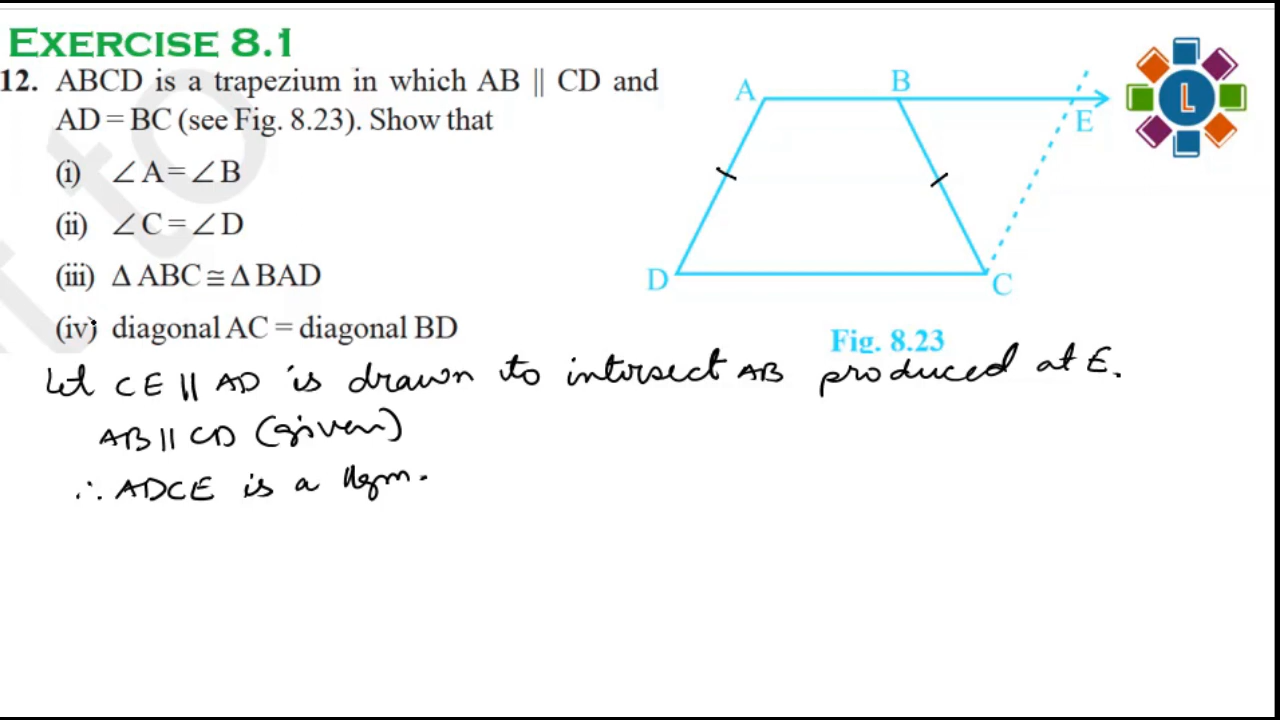 EXERCISE 8.1
12. ABCD is a trapezium in which AB || CD and
AD = BC (see Fig. 8.23). Show that
(i) ∠A = ∠B
(ii) ∠C = ∠D
(iii) Δ ABC ≅ Δ BAD
(iv) diagonal AC = diagonal BD
A
B
E
D
C
Fig. 8.23
L
Let CE || AD is drawn to intersect AB produced at E.
AB || CD (given)
∴ ADCE is a ||gm.